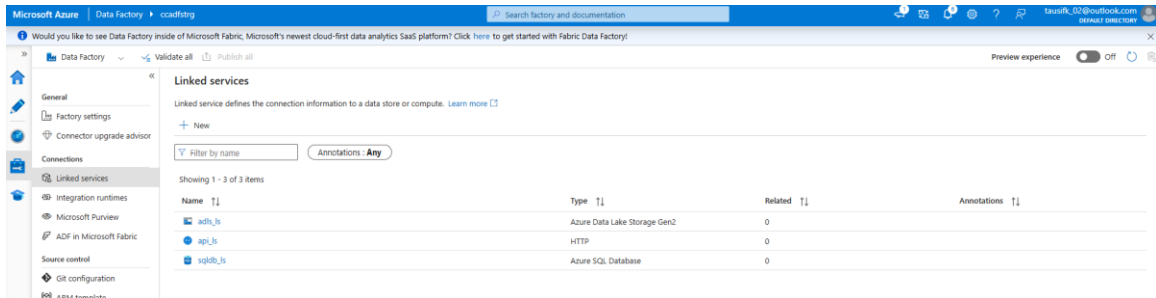 Microsoft Azure | Data Factory ▸ ccadfstrg
Search factory and documentation
tausifk_02@outlook.com
DEFAULT DIRECTORY
Would you like to see Data Factory inside of Microsoft Fabric, Microsoft's newest cloud-first data analytics SaaS platform? Click here to get started with Fabric Data Factory!
Data Factory Validate all Publish all
Preview experience Off
General
Factory settings
Connector upgrade advisor
Connections
Linked services
Integration runtimes
Microsoft Purview
ADF in Microsoft Fabric
Source control
Git configuration
ARM template
Linked services
Linked service defines the connection information to a data store or compute. Learn more
+ New
Filter by name
Annotations : Any
Showing 1 - 3 of 3 items
Name Type Related Annotations
adls_ls Azure Data Lake Storage Gen2 0
api_ls HTTP 0
sqldb_ls Azure SQL Database 0